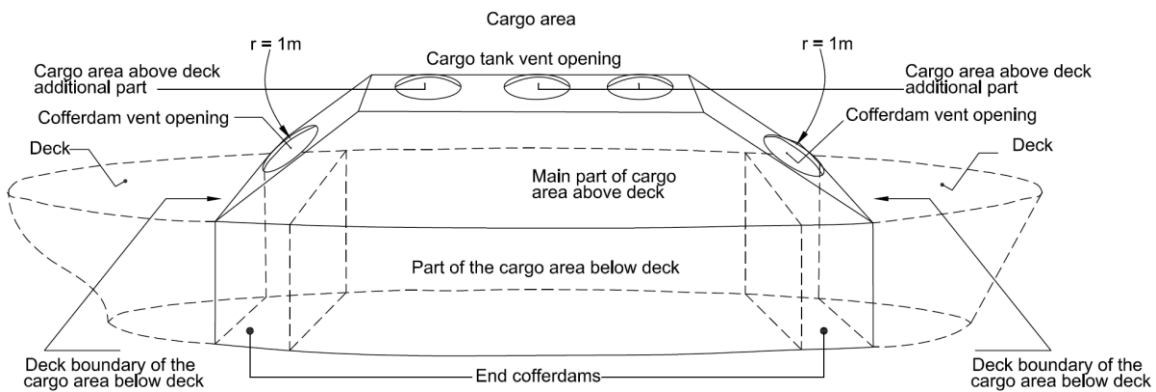 Cargo area
r = 1m
r = 1m
Cargo tank vent opening
Cargo area above deck
additional part
Cargo area above deck
additional part
Cofferdam vent opening
Cofferdam vent opening
Deck
Deck
Main part of cargo
area above deck
Part of the cargo area below deck
Deck boundary of the
cargo area below deck
End cofferdams
Deck boundary of the
cargo area below deck